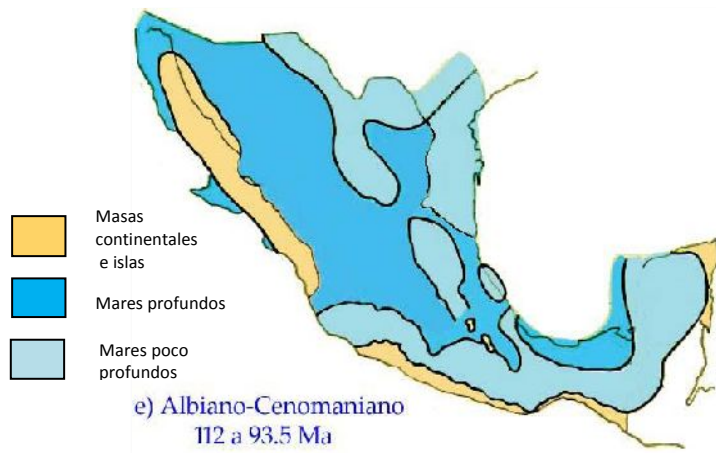 Masas
continentales
e islas
Mares profundos
Mares poco
profundos
e) Albiano-Cenomaniano
112 a 93.5 Ma